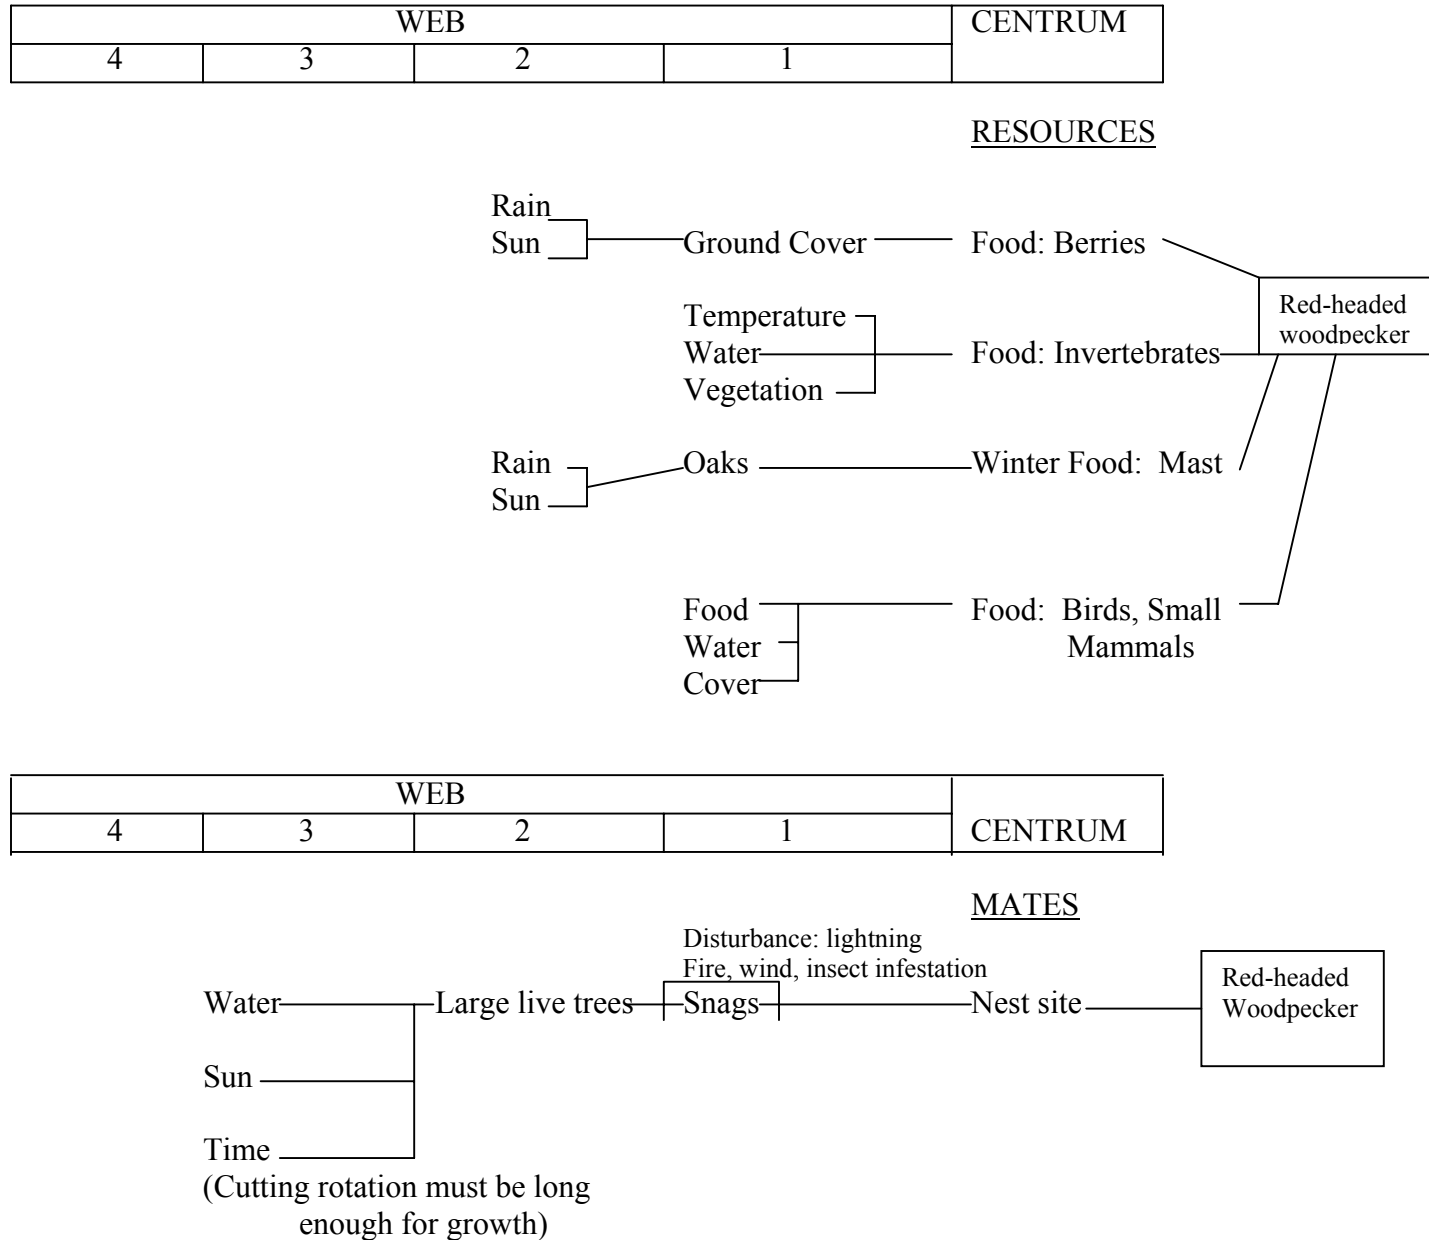 WEB CENTRUM
4 3 2 1
RESOURCES
Rain
Sun Ground Cover Food: Berries
Red-headed
woodpecker
Temperature
Water Food: Invertebrates
Vegetation
Rain Oaks Winter Food: Mast
Sun
Food Food: Birds, Small
Water Mammals
Cover
WEB
4 3 2 1 CENTRUM
MATES
Disturbance: lightning
Fire, wind, insect infestation
Water Large live trees Snags Nest site
Red-headed
Woodpecker
Sun
Time
(Cutting rotation must be long
enough for growth)